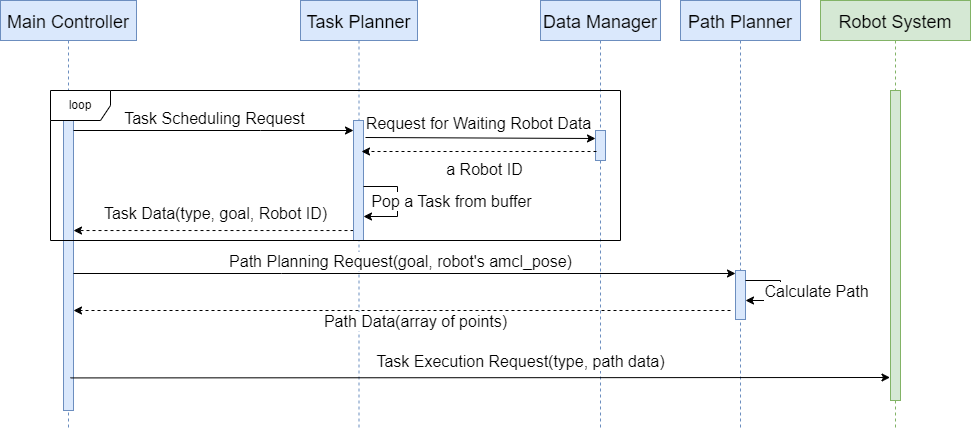 Main Controller
Task Planner
Data Manager
Path Planner
Robot System
loop
Task Scheduling Request
Request for Waiting Robot Data
a Robot ID
Pop a Task from buffer
Task Data(type, goal, Robot ID)
Path Planning Request(goal, robot's amcl_pose)
Calculate Path
Path Data(array of points)
Task Execution Request(type, path data)